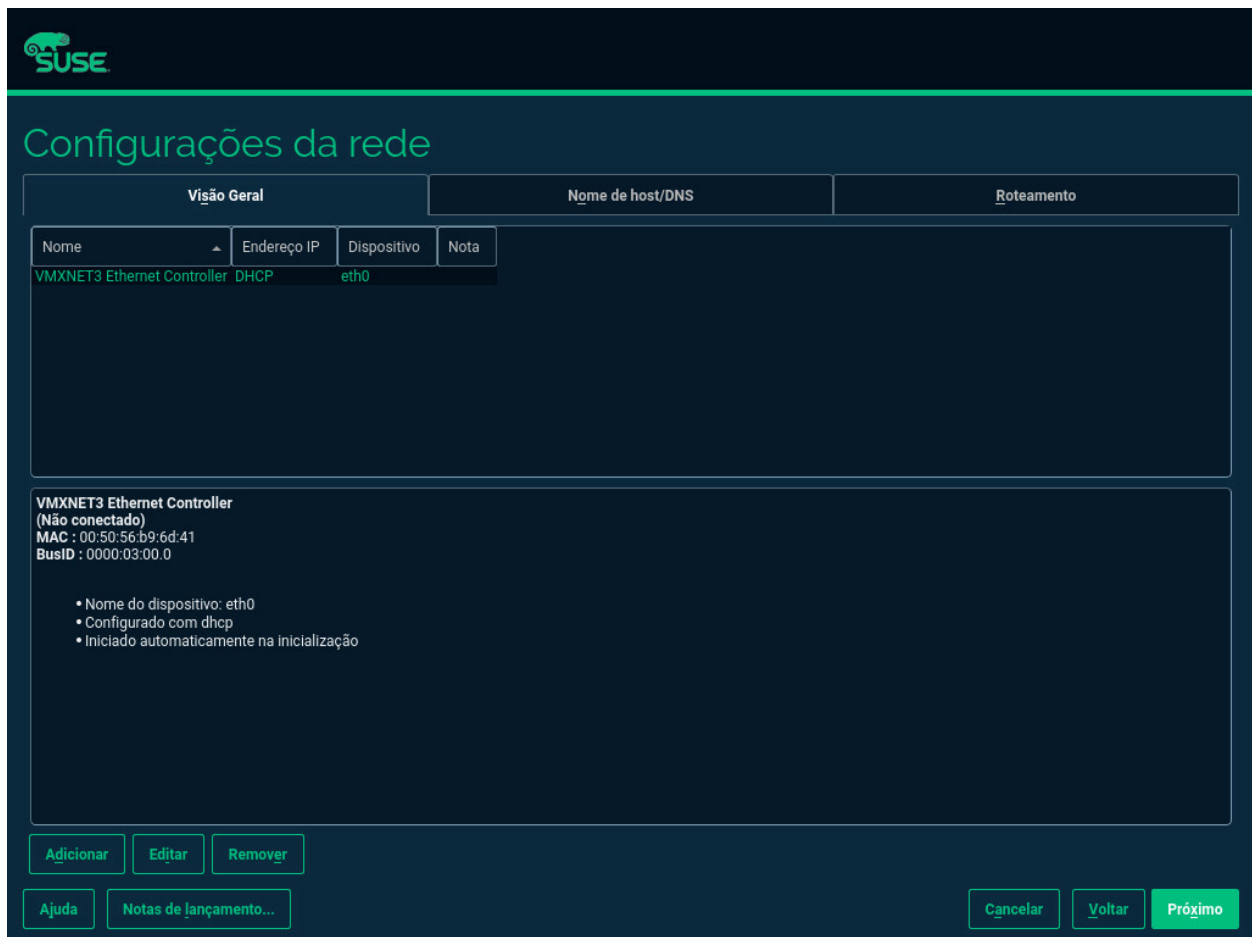 SUSE
Configurações da rede
Visão Geral Nome de host/DNS Roteamento
Nome Endereço IP Dispositivo Nota
VMXNET3 Ethernet Controller DHCP eth0
VMXNET3 Ethernet Controller
(Não conectado)
MAC : 00:50:56:b9:6d:41
BusID : 0000:03:00.0
• Nome do dispositivo: eth0
• Configurado com dhcp
• Iniciado automaticamente na inicialização
Adicionar Editar Remover
Ajuda Notas de lançamento... Cancelar Voltar Próximo